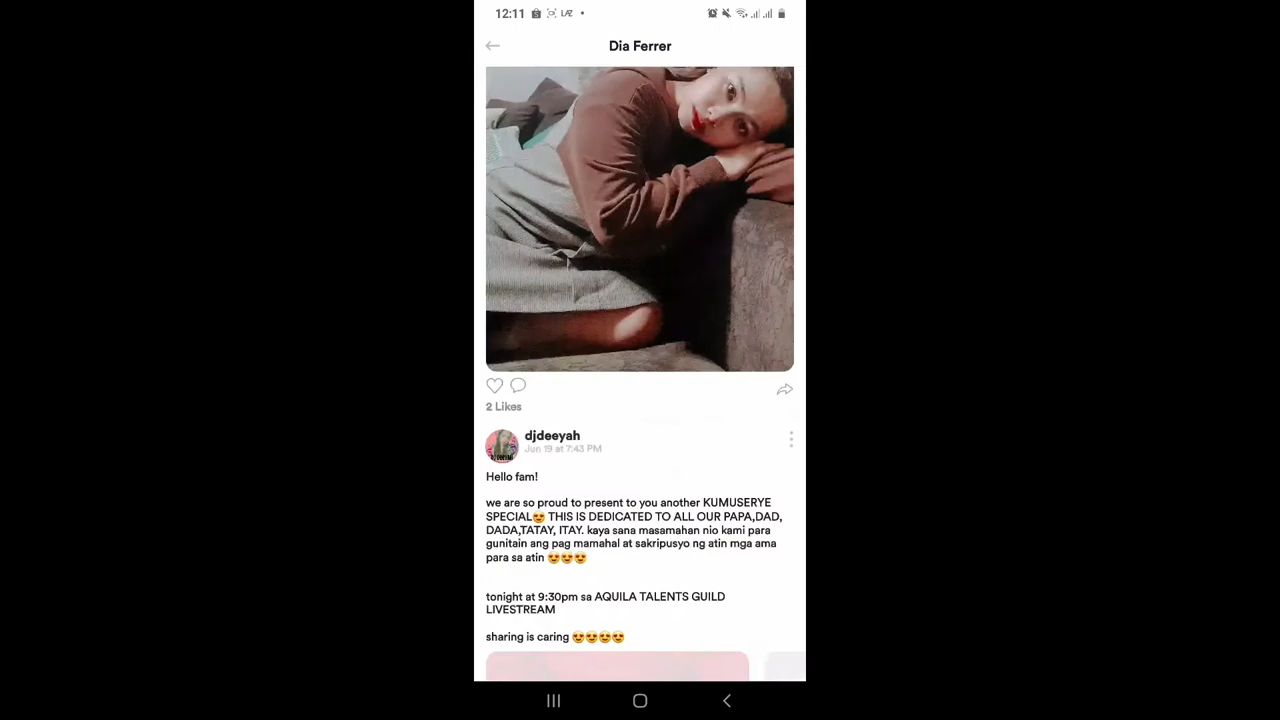 12:11
LAZ
Dia Ferrer
2 Likes
djdeeyah
Jun 19 at 7:43 PM
Hello fam!
we are so proud to present to you another KUMUSERYE
SPECIAL😍 THIS IS DEDICATED TO ALL OUR PAPA,DAD,
DADA,TATAY, ITAY. kaya sana masamahan nio kami para
gunitain ang pag mamahal at sakripusyo ng atin mga ama
para sa atin 😍😍😍
tonight at 9:30pm sa AQUILA TALENTS GUILD
LIVESTREAM
sharing is caring 😍😍😍😍